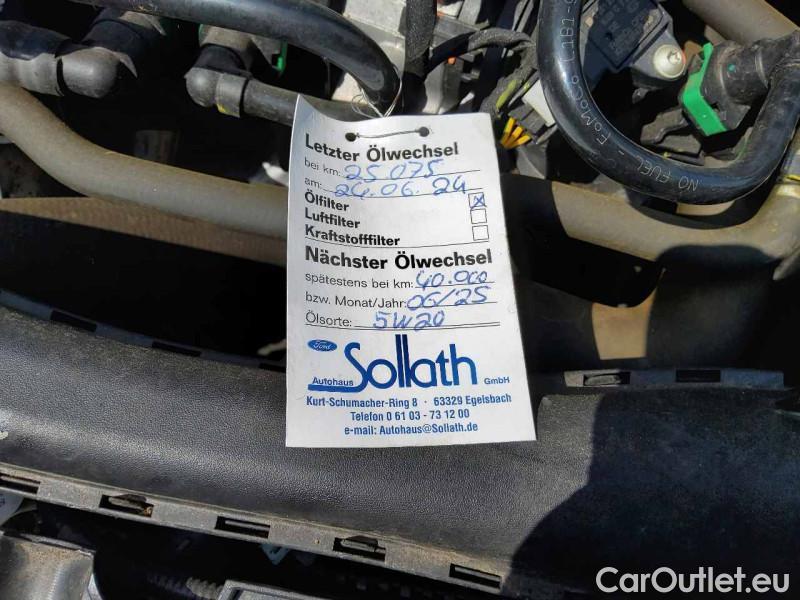 Letzter Ölwechsel
bei km: 25 075
am: 24.06.24
Ölfilter x
Luftfilter
Kraftstofffilter
Nächster Ölwechsel
spätestens bei km: 40.000
bzw. Monat/Jahr: 06/25
Ölsorte: 5W20
Ford
Autohaus Sollath GmbH
Kurt-Schumacher-Ring 8 · 63329 Egelsbach
Telefon 0 61 03 - 73 12 00
e-mail: Autohaus@Sollath.de
NO FUEL - FoMoCo
CarOutlet.eu